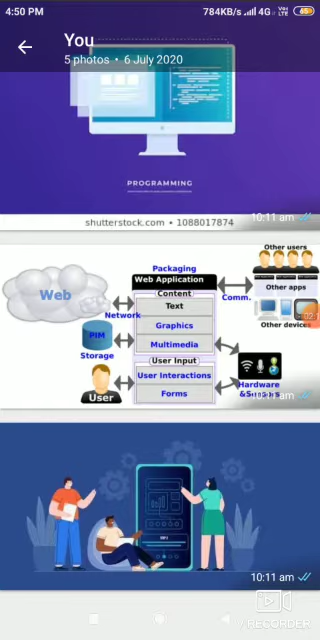 4:50 PM 784KB/s 4G VoLTE
You
5 photos • 6 July 2020
PROGRAMMING
shutterstock.com • 1088017874
10:11 am
Packaging
Other users
Web Application
Content
Web
Text
Comm.
Other apps
Network
Graphics
PIM
Multimedia
Other devices
Storage
User Input
User Interactions
User
Forms
Hardware
10:11 am
RECORDER